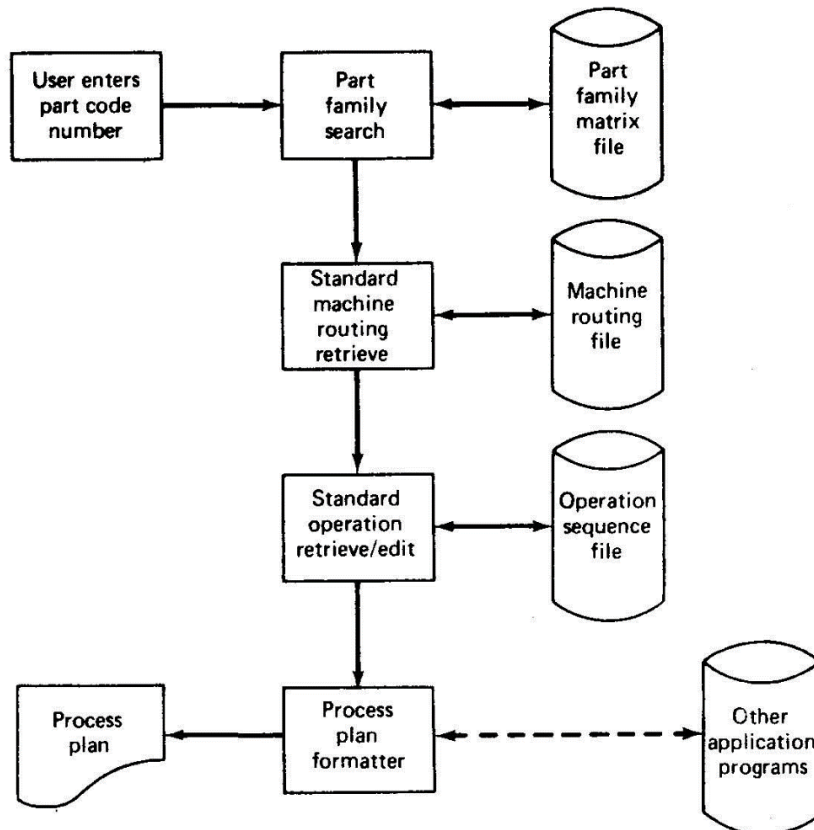 User enters
part code
number
Part
family
search
Part
family
matrix
file
Standard
machine
routing
retrieve
Machine
routing
file
Standard
operation
retrieve/edit
Operation
sequence
file
Process
plan
Process
plan
formatter
Other
application
programs